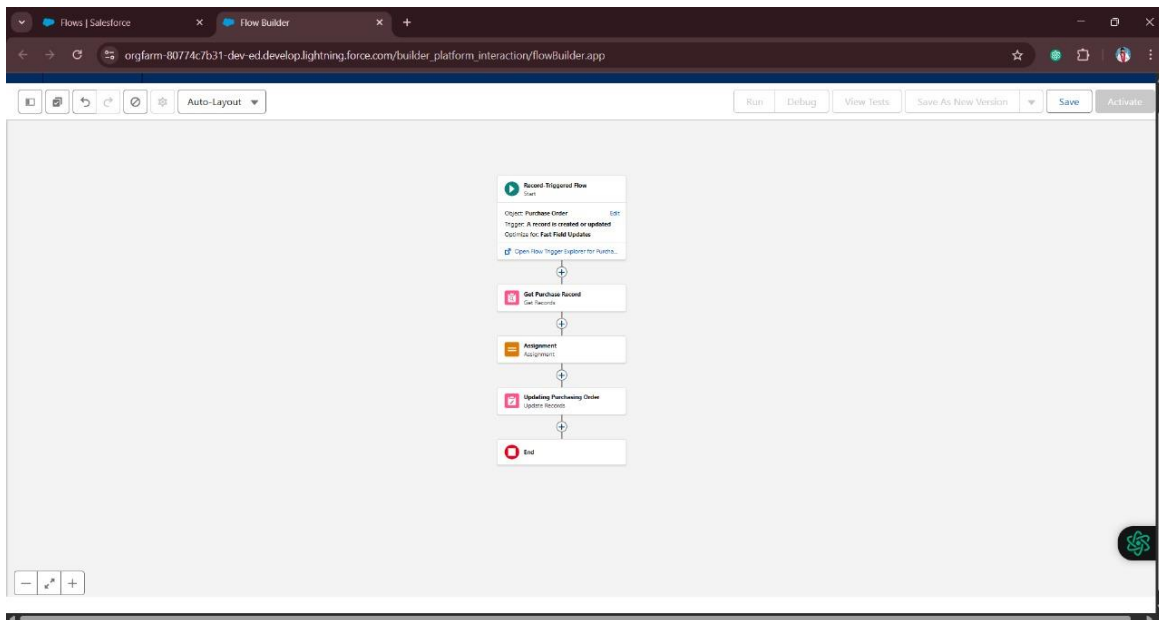 Flows | Salesforce
Flow Builder
orgfarm-80774c7b31-dev-ed.develop.lightning.force.com/builder_platform_interaction/flowBuilder.app
Auto-Layout
Run
Debug
View Tests
Save As New Version
Save
Activate
Record-Triggered Flow
Start
Object: Purchase Order
Edit
Trigger: A record is created or updated
Optimize for: Fast Field Updates
Open Flow Trigger Explorer for Purcha...
Get Purchase Record
Get Records
Assignment
Assignment
Updating Purchasing Order
Update Records
End